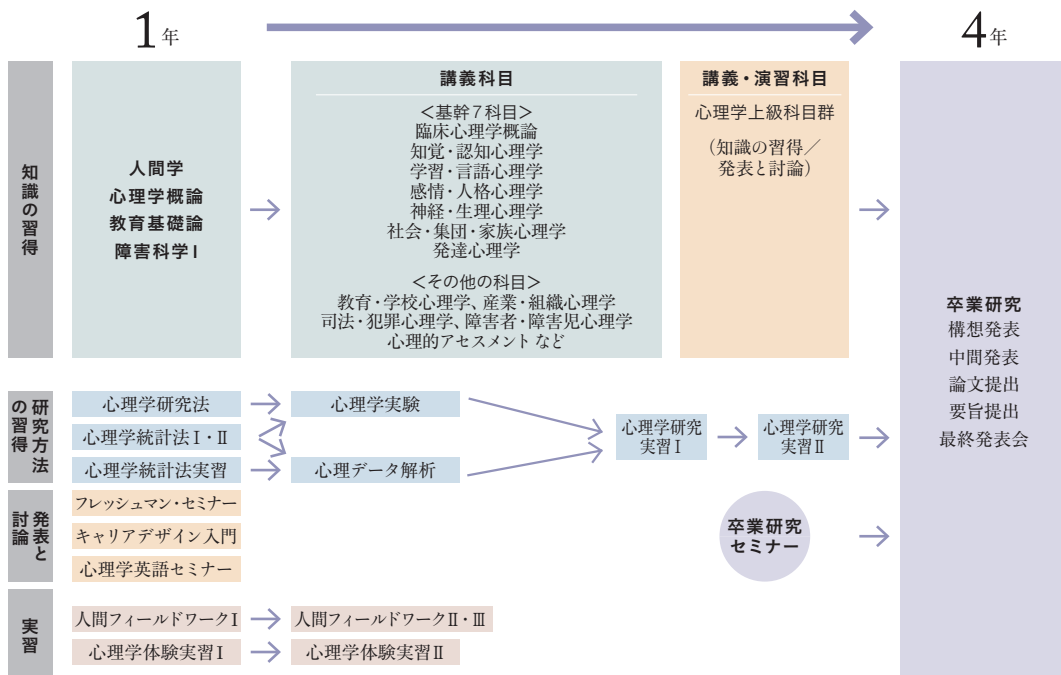 1年
4年
知識の習得
人間学
心理学概論
教育基礎論
障害科学Ⅰ
講義科目
＜基幹７科目＞
臨床心理学概論
知覚・認知心理学
学習・言語心理学
感情・人格心理学
神経・生理心理学
社会・集団・家族心理学
発達心理学
＜その他の科目＞
教育・学校心理学、産業・組織心理学
司法・犯罪心理学、障害者・障害児心理学
心理的アセスメント など
講義・演習科目
心理学上級科目群
（知識の習得／
発表と討論）
卒業研究
構想発表
中間発表
論文提出
要旨提出
最終発表会
研究方法
の習得
心理学研究法
心理学統計法Ⅰ・Ⅱ
心理学統計法実習
心理学実験
心理データ解析
心理学研究
実習Ⅰ
心理学研究
実習Ⅱ
発表と
討論
フレッシュマン・セミナー
キャリアデザイン入門
心理学英語セミナー
卒業研究
セミナー
実習
人間フィールドワークⅠ
人間フィールドワークⅡ・Ⅲ
心理学体験実習Ⅰ
心理学体験実習Ⅱ